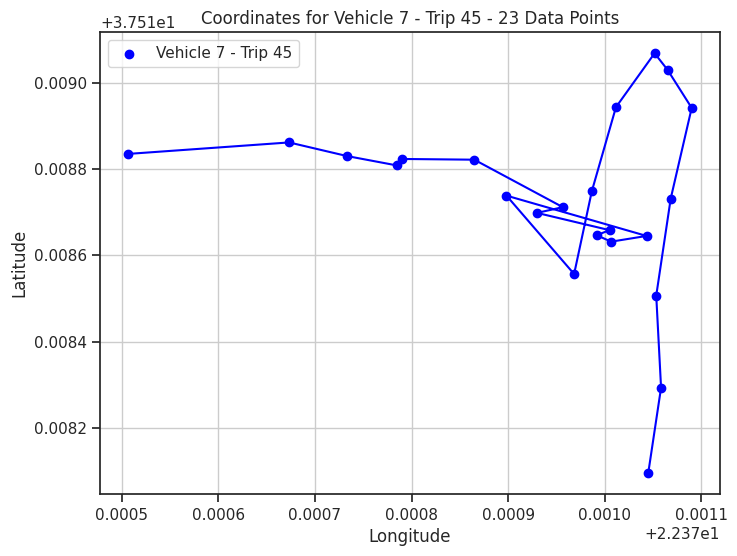 Coordinates for Vehicle 7 - Trip 45 - 23 Data Points
+3.751e1
Vehicle 7 - Trip 45
0.0090
0.0088
0.0086
0.0084
0.0082
Latitude
0.0005 0.0006 0.0007 0.0008 0.0009 0.0010 0.0011
+2.237e1
Longitude